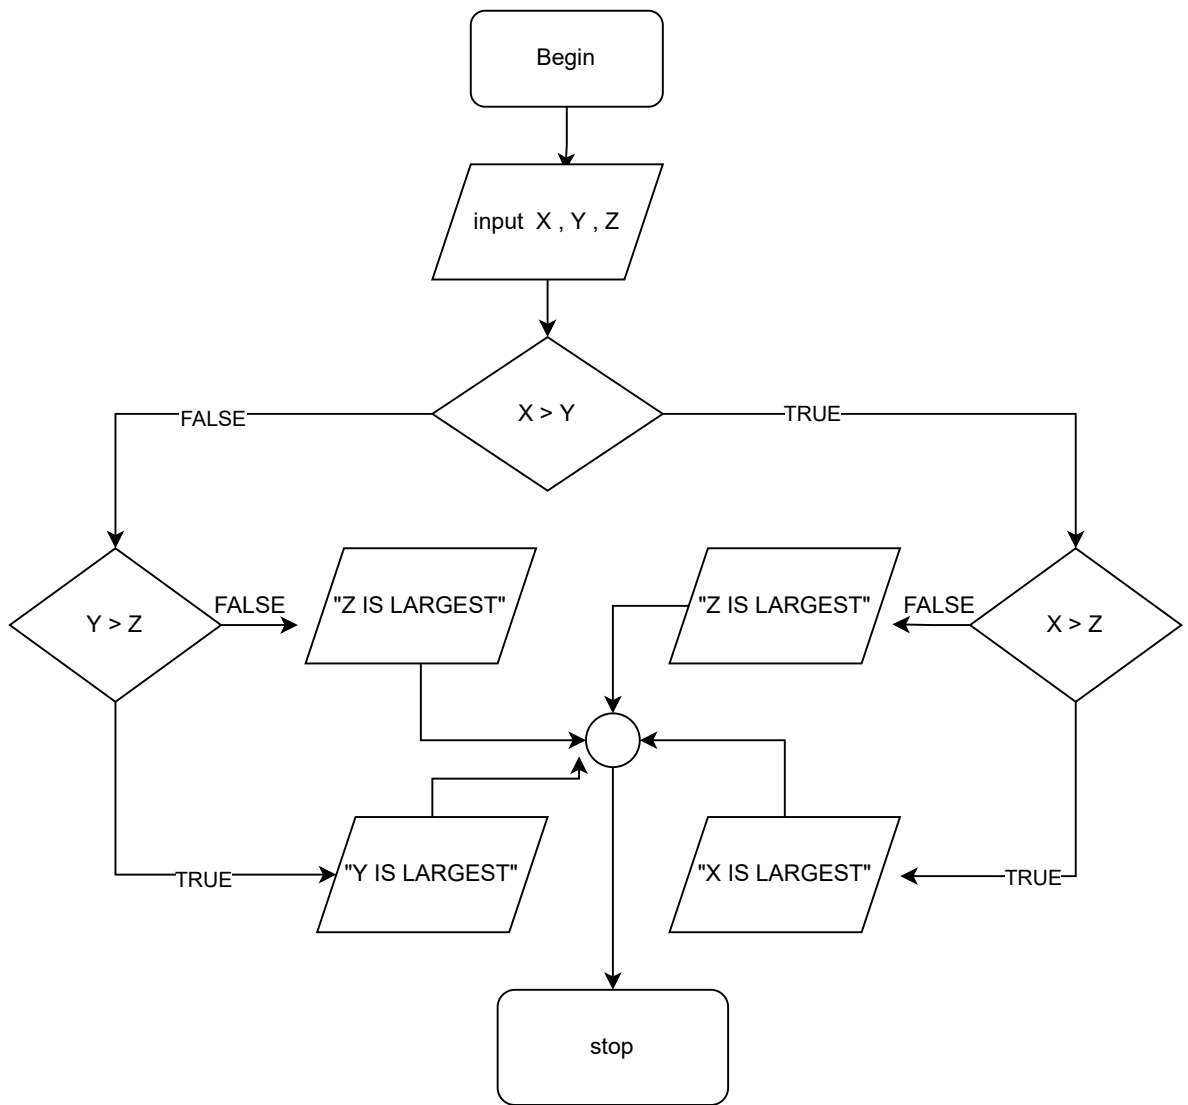 Begin
input  X , Y , Z
X > Y
FALSE
TRUE
Y > Z
FALSE
"Z IS LARGEST"
"Z IS LARGEST"
FALSE
X > Z
TRUE
"Y IS LARGEST"
"X IS LARGEST"
TRUE
stop